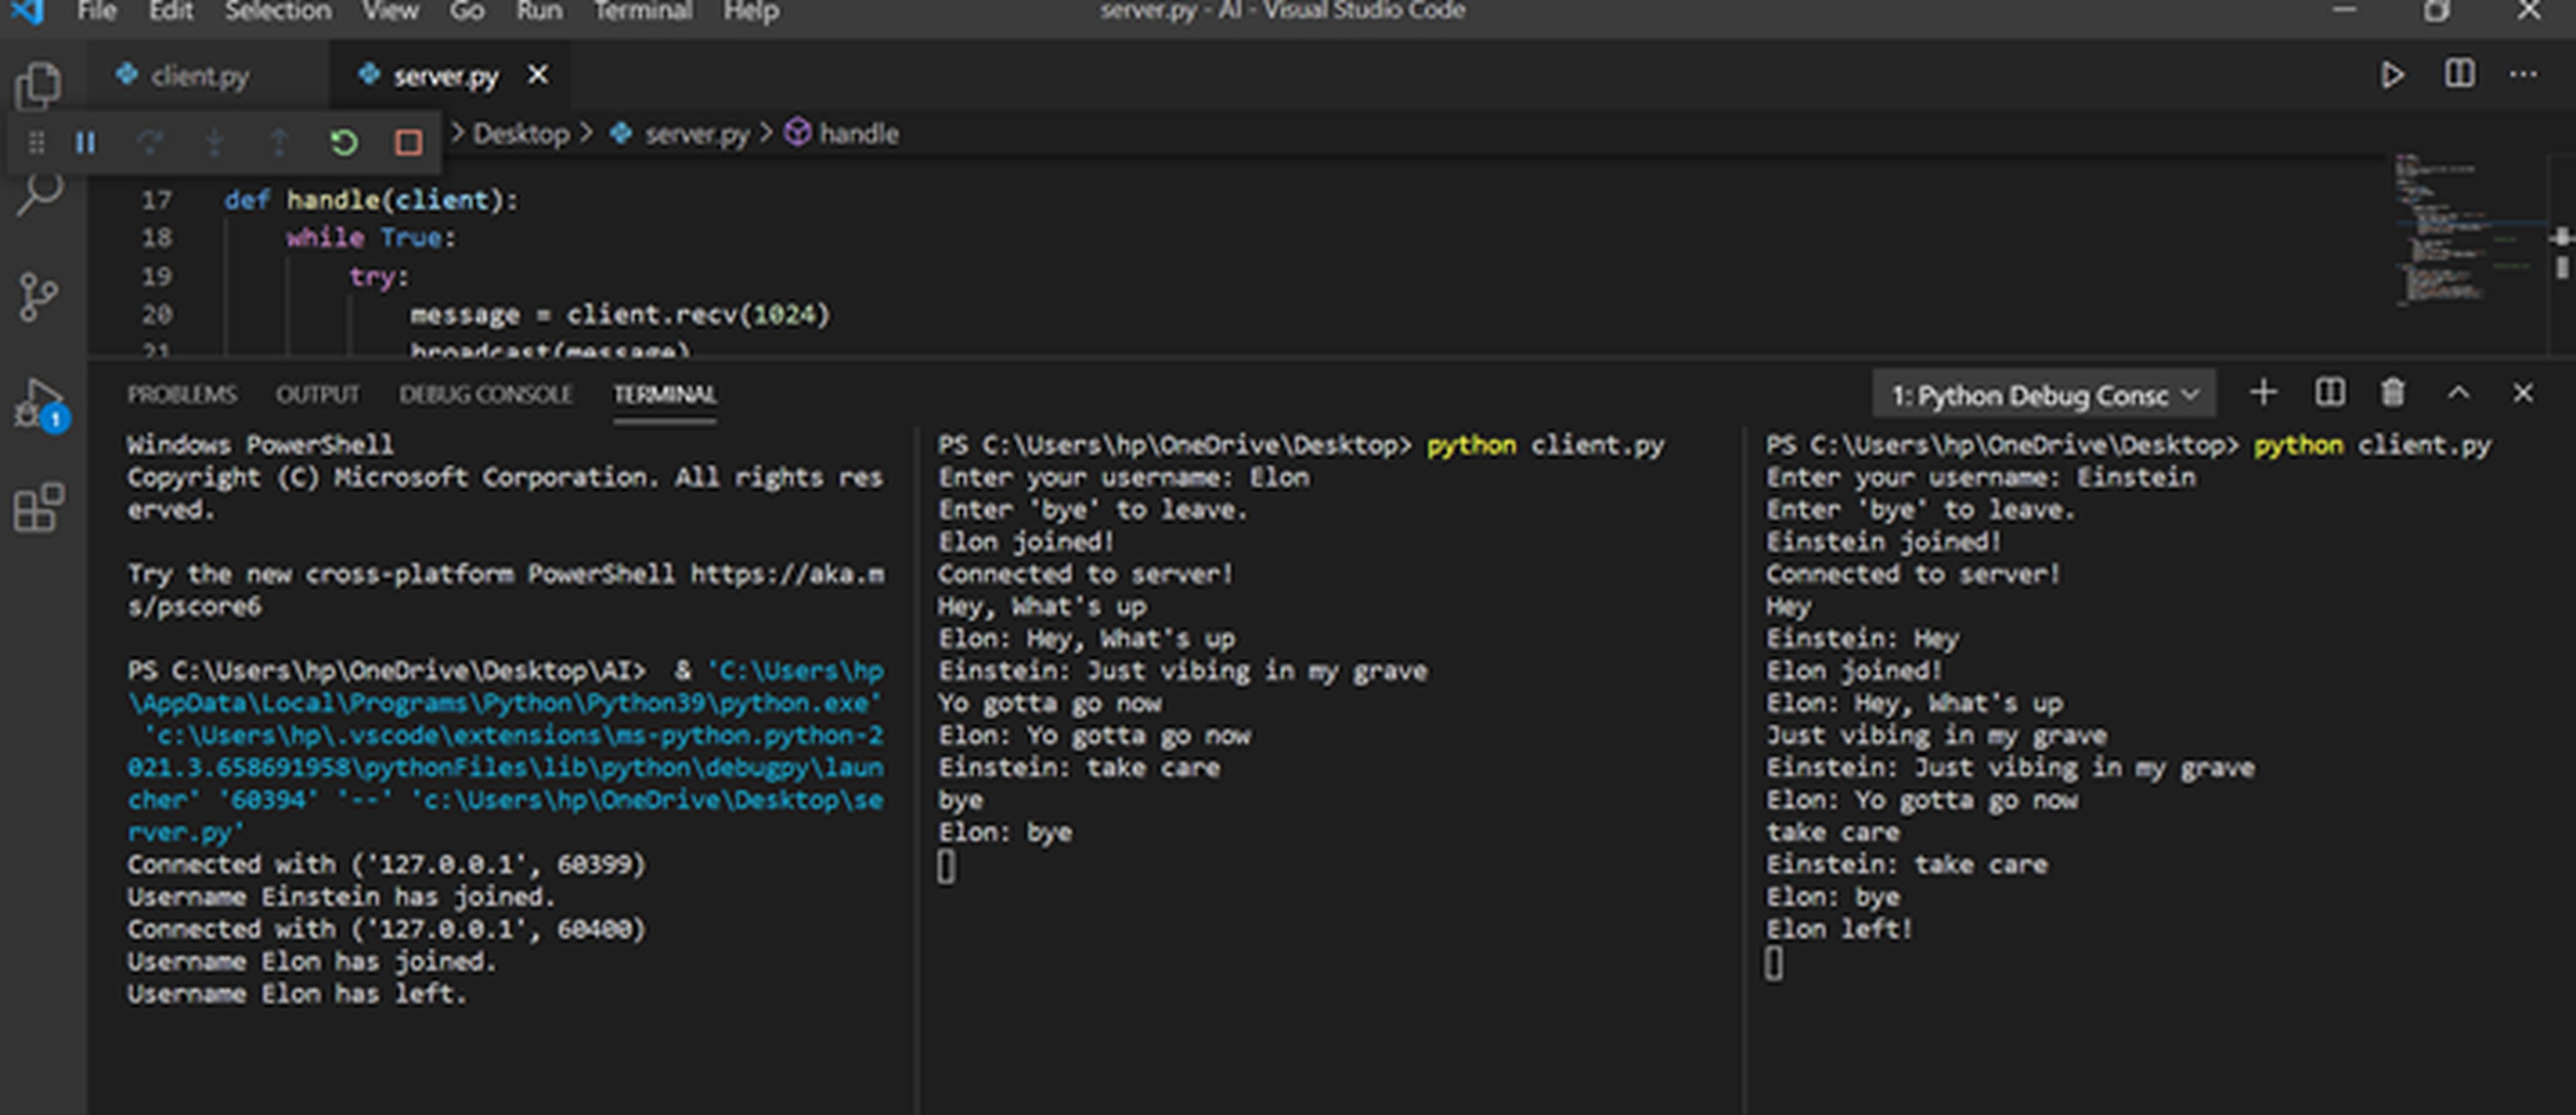 File Edit Selection View Go Run Terminal Help server.py - AI - Visual Studio Code
client.py server.py
Desktop > server.py > handle
17 def handle(client):
18 while True:
19 try:
20 message = client.recv(1024)
21 broadcast(message)
PROBLEMS OUTPUT DEBUG CONSOLE TERMINAL 1: Python Debug Consc
1
Windows PowerShell
Copyright (C) Microsoft Corporation. All rights res
erved.
Try the new cross-platform PowerShell https://aka.m
s/pscore6
PS C:\Users\hp\OneDrive\Desktop\AI> & 'C:\Users\hp
\AppData\Local\Programs\Python\Python39\python.exe'
'c:\Users\hp\.vscode\extensions\ms-python.python-2
021.3.658691958\pythonFiles\lib\python\debugpy\laun
cher' '60394' '--' 'c:\Users\hp\OneDrive\Desktop\se
rver.py'
Connected with ('127.0.0.1', 60399)
Username Einstein has joined.
Connected with ('127.0.0.1', 60400)
Username Elon has joined.
Username Elon has left.
PS C:\Users\hp\OneDrive\Desktop> python client.py
Enter your username: Elon
Enter 'bye' to leave.
Elon joined!
Connected to server!
Hey, What's up
Elon: Hey, What's up
Einstein: Just vibing in my grave
Yo gotta go now
Elon: Yo gotta go now
Einstein: take care
bye
Elon: bye
PS C:\Users\hp\OneDrive\Desktop> python client.py
Enter your username: Einstein
Enter 'bye' to leave.
Einstein joined!
Connected to server!
Hey
Einstein: Hey
Elon joined!
Elon: Hey, What's up
Just vibing in my grave
Einstein: Just vibing in my grave
Elon: Yo gotta go now
take care
Einstein: take care
Elon: bye
Elon left!